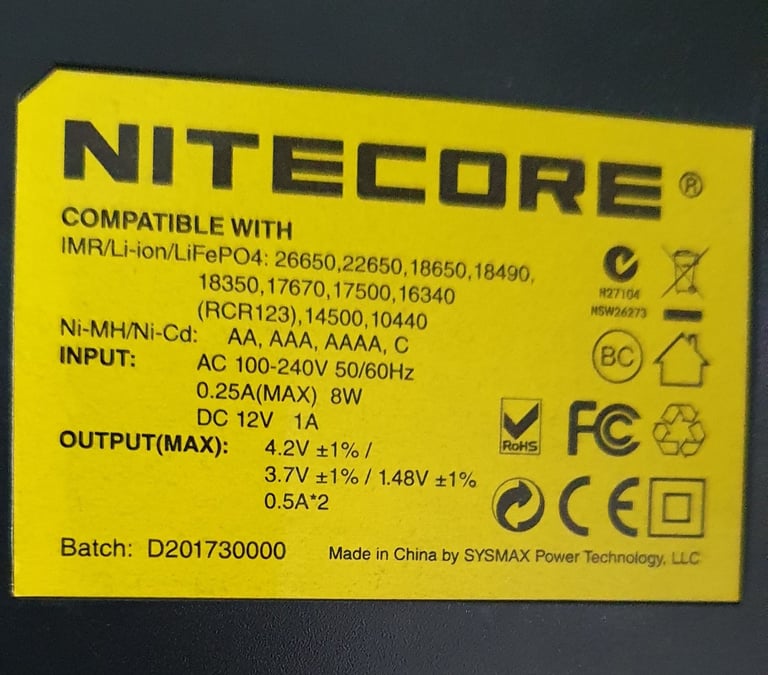 NITECORE®
COMPATIBLE WITH
IMR/Li-ion/LiFePO4: 26650,22650,18650,18490,
18350,17670,17500,16340
(RCR123),14500,10440
Ni-MH/Ni-Cd: AA, AAA, AAAA, C
INPUT: AC 100-240V 50/60Hz
0.25A(MAX) 8W
DC 12V 1A
OUTPUT(MAX): 4.2V ±1% /
3.7V ±1% / 1.48V ±1%
0.5A*2
N27104
NSW26273
BC
RoHS
FC
CE
Batch: D201730000
Made in China by SYSMAX Power Technology, LLC